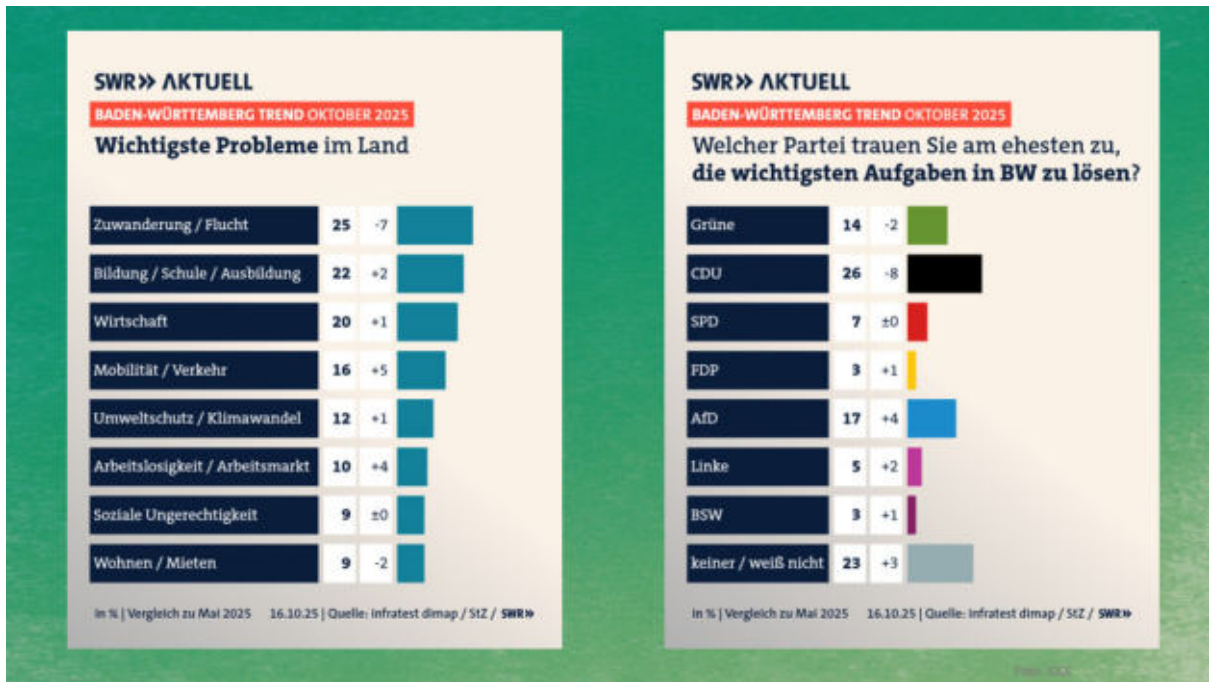 SWR» AKTUELL
BADEN-WÜRTTEMBERG TREND OKTOBER 2025
Wichtigste Probleme im Land
Zuwanderung / Flucht 25 -7
Bildung / Schule / Ausbildung 22 +2
Wirtschaft 20 +1
Mobilität / Verkehr 16 +5
Umweltschutz / Klimawandel 12 +1
Arbeitslosigkeit / Arbeitsmarkt 10 +4
Soziale Ungerechtigkeit 9 ±0
Wohnen / Mieten 9 -2
in % | Vergleich zu Mai 2025 16.10.25 | Quelle: infratest dimap / StZ / SWR»
SWR» AKTUELL
BADEN-WÜRTTEMBERG TREND OKTOBER 2025
Welcher Partei trauen Sie am ehesten zu,
die wichtigsten Aufgaben in BW zu lösen?
Grüne 14 -2
CDU 26 -8
SPD 7 ±0
FDP 3 +1
AfD 17 +4
Linke 5 +2
BSW 3 +1
keiner / weiß nicht 23 +3
in % | Vergleich zu Mai 2025 16.10.25 | Quelle: infratest dimap / StZ / SWR»